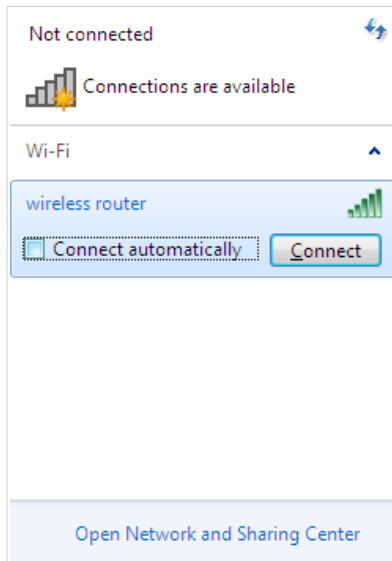 Not connected
Connections are available
Wi-Fi
wireless router
Connect automatically Connect
Open Network and Sharing Center